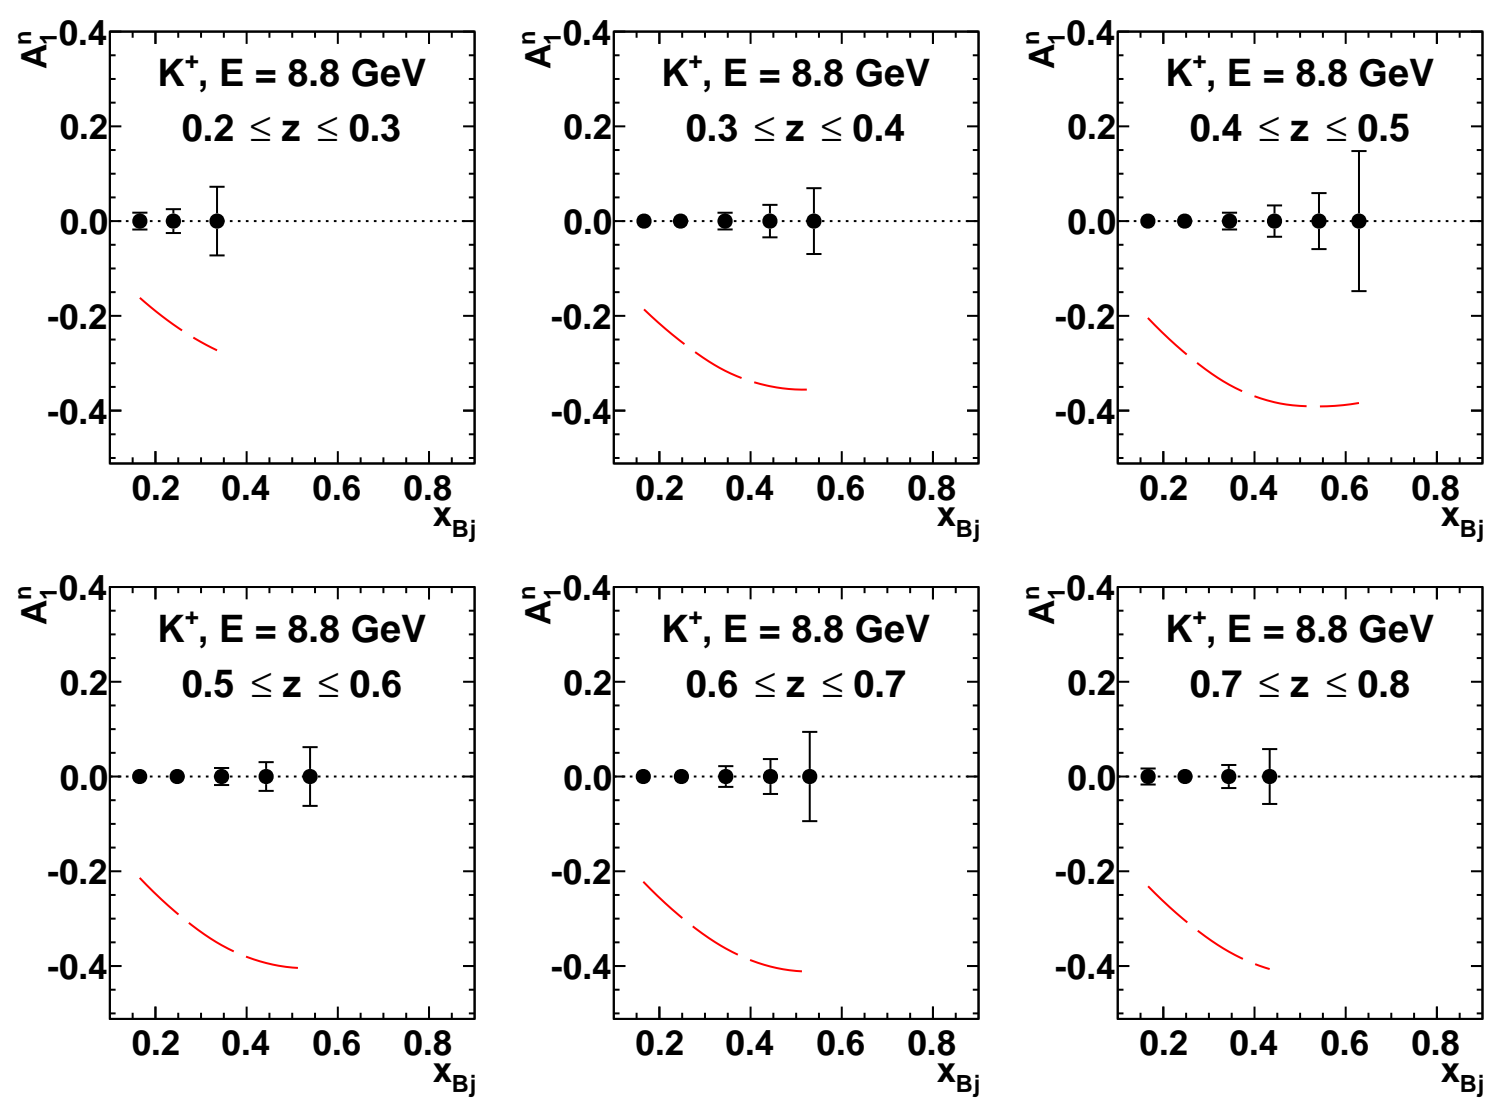 A₁ⁿ
0.4
K⁺, E = 8.8 GeV
0.2 ≤ z ≤ 0.3
0.2
0.0
-0.2
-0.4
0.2 0.4 0.6 0.8
x_Bj
A₁ⁿ
0.4
K⁺, E = 8.8 GeV
0.3 ≤ z ≤ 0.4
0.2
0.0
-0.2
-0.4
0.2 0.4 0.6 0.8
x_Bj
A₁ⁿ
0.4
K⁺, E = 8.8 GeV
0.4 ≤ z ≤ 0.5
0.2
0.0
-0.2
-0.4
0.2 0.4 0.6 0.8
x_Bj
A₁ⁿ
0.4
K⁺, E = 8.8 GeV
0.5 ≤ z ≤ 0.6
0.2
0.0
-0.2
-0.4
0.2 0.4 0.6 0.8
x_Bj
A₁ⁿ
0.4
K⁺, E = 8.8 GeV
0.6 ≤ z ≤ 0.7
0.2
0.0
-0.2
-0.4
0.2 0.4 0.6 0.8
x_Bj
A₁ⁿ
0.4
K⁺, E = 8.8 GeV
0.7 ≤ z ≤ 0.8
0.2
0.0
-0.2
-0.4
0.2 0.4 0.6 0.8
x_Bj